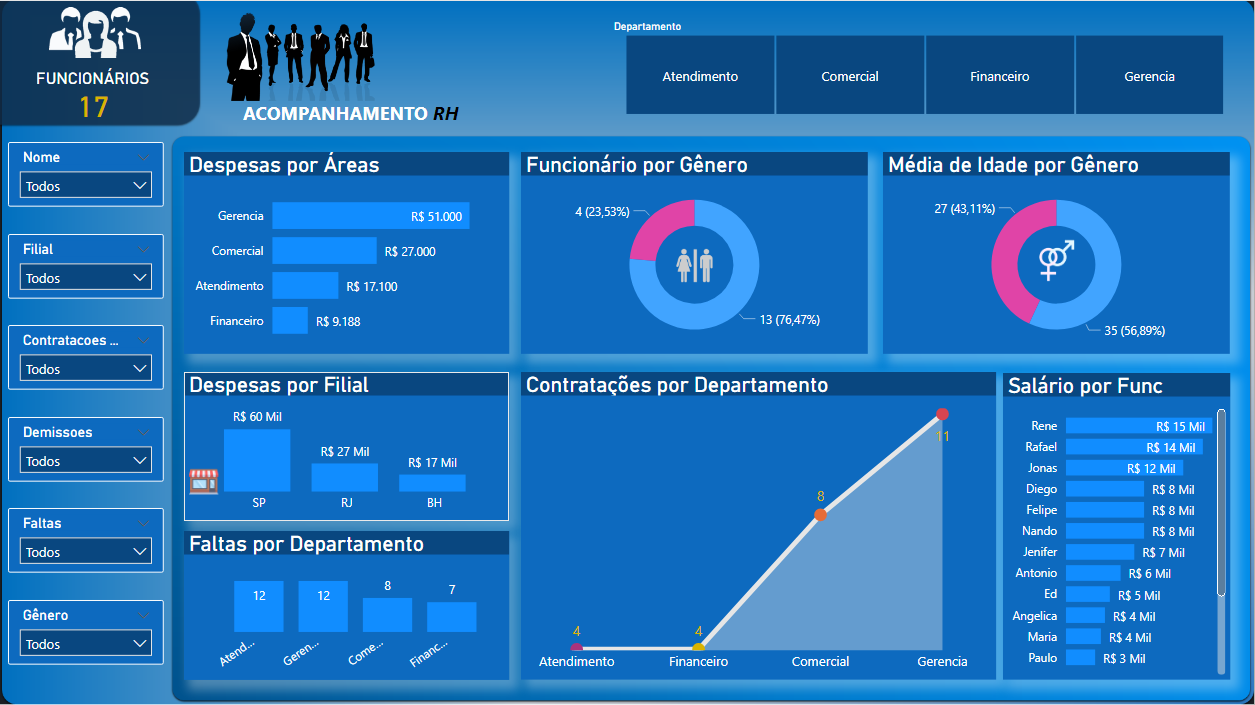 FUNCIONÁRIOS
17
ACOMPANHAMENTO RH
Departamento
Atendimento
Comercial
Financeiro
Gerencia
Nome
Todos
Filial
Todos
Contratacoes ...
Todos
Demissoes
Todos
Faltas
Todos
Gênero
Todos
Despesas por Áreas
Gerencia R$ 51.000
Comercial R$ 27.000
Atendimento R$ 17.100
Financeiro R$ 9.188
Funcionário por Gênero
4 (23,53%)
13 (76,47%)
Média de Idade por Gênero
27 (43,11%)
35 (56,89%)
Despesas por Filial
R$ 60 Mil
R$ 27 Mil
R$ 17 Mil
SP RJ BH
Faltas por Departamento
12 12 8 7
Atend... Geren... Come... Financ...
Contratações por Departamento
4 4 8 11
Atendimento Financeiro Comercial Gerencia
Salário por Func
Rene R$ 15 Mil
Rafael R$ 14 Mil
Jonas R$ 12 Mil
Diego R$ 8 Mil
Felipe R$ 8 Mil
Nando R$ 8 Mil
Jenifer R$ 7 Mil
Antonio R$ 6 Mil
Ed R$ 5 Mil
Angelica R$ 4 Mil
Maria R$ 4 Mil
Paulo R$ 3 Mil